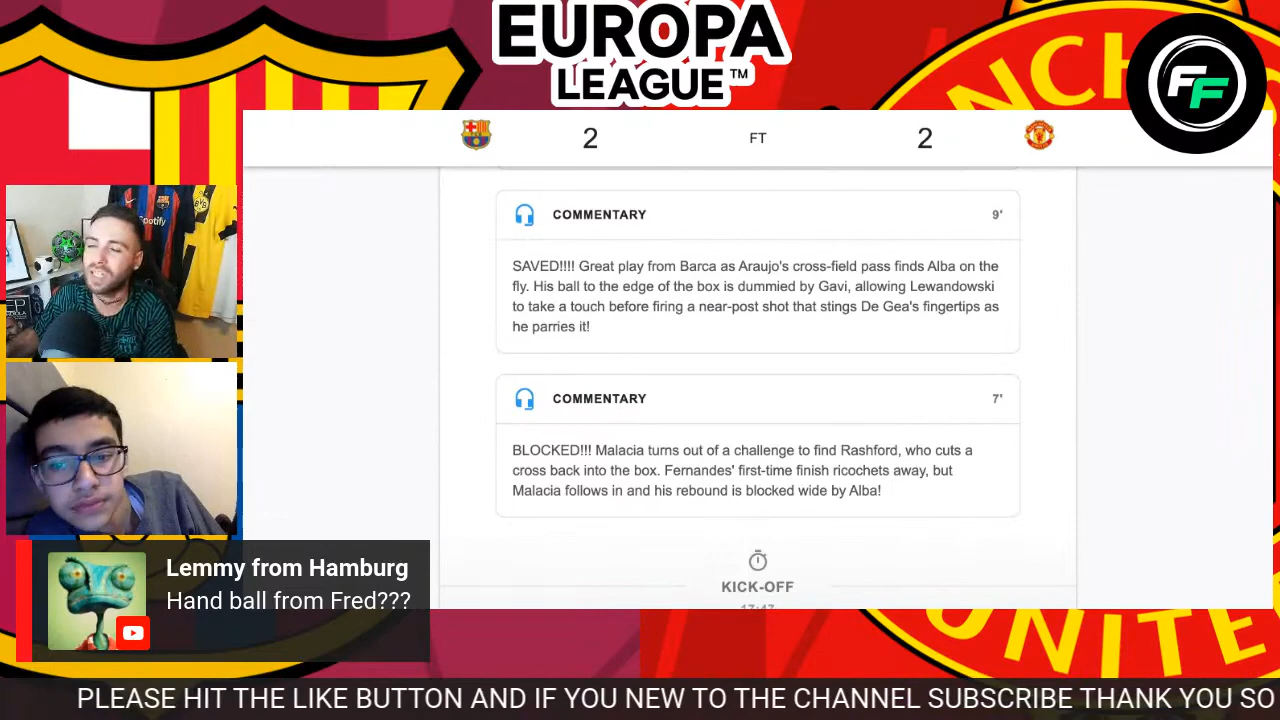 EUROPA
LEAGUE™
FF
2 FT 2
COMMENTARY 9'
SAVED!!!! Great play from Barca as Araujo's cross-field pass finds Alba on the
fly. His ball to the edge of the box is dummied by Gavi, allowing Lewandowski
to take a touch before firing a near-post shot that stings De Gea's fingertips as
he parries it!
COMMENTARY 7'
BLOCKED!!! Malacia turns out of a challenge to find Rashford, who cuts a
cross back into the box. Fernandes' first-time finish ricochets away, but
Malacia follows in and his rebound is blocked wide by Alba!
KICK-OFF
Spotify
Lemmy from Hamburg
Hand ball from Fred???
NCH
UNITE
PLEASE HIT THE LIKE BUTTON AND IF YOU NEW TO THE CHANNEL SUBSCRIBE THANK YOU SO